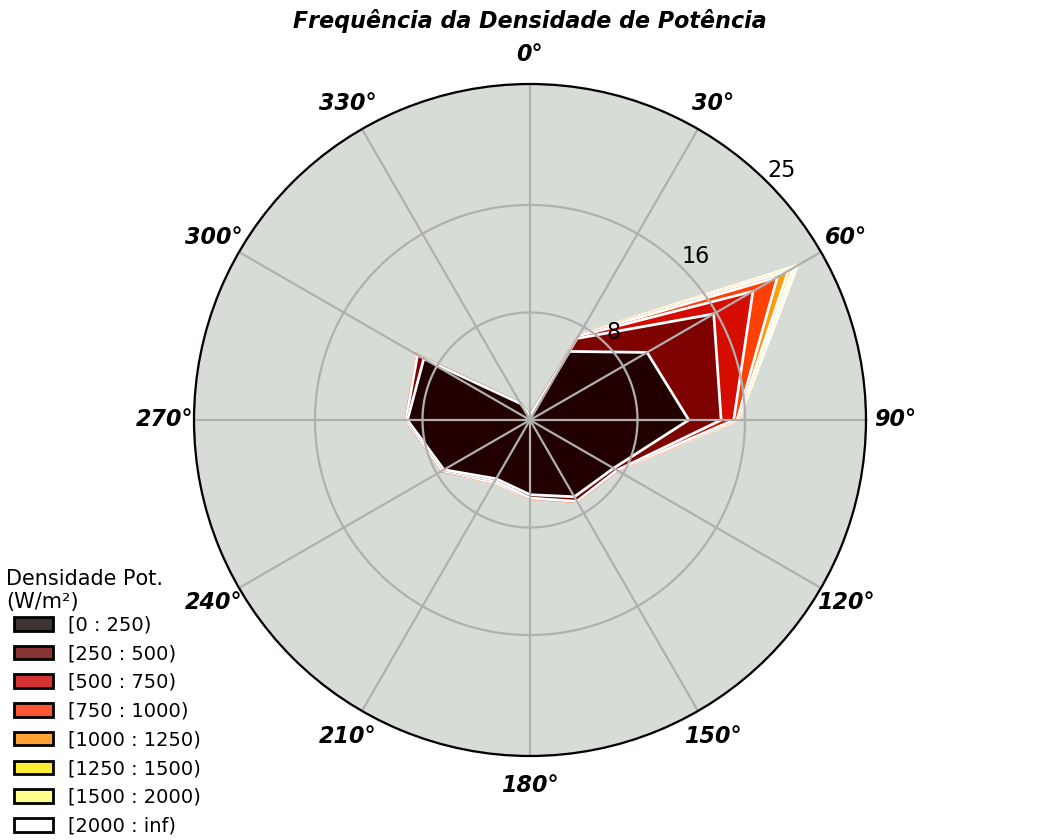 Frequência da Densidade de Potência
0°
330°
30°
25
300°
60°
16
8
270°
90°
240°
120°
210°
150°
180°
Densidade Pot.
(W/m²)
[0 : 250)
[250 : 500)
[500 : 750)
[750 : 1000)
[1000 : 1250)
[1250 : 1500)
[1500 : 2000)
[2000 : inf)